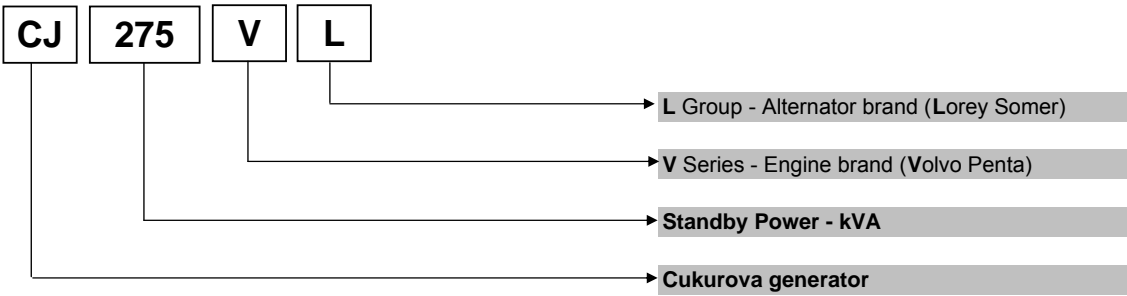 CJ 275 V L
L Group - Alternator brand (Lorey Somer)
V Series - Engine brand (Volvo Penta)
Standby Power - kVA
Cukurova generator